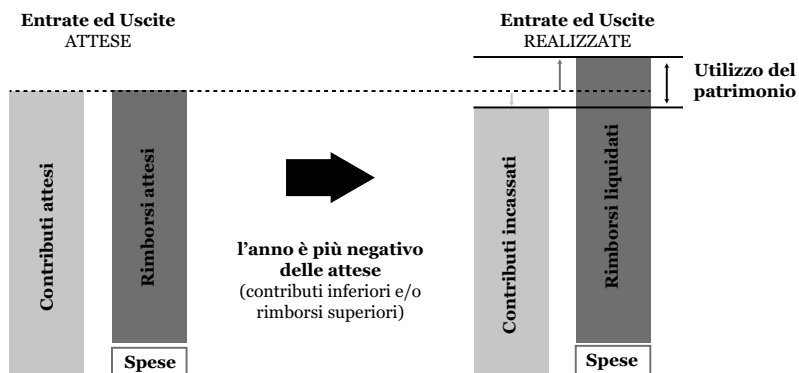 Entrate ed Uscite
ATTESE
Entrate ed Uscite
REALIZZATE
Utilizzo del
patrimonio
Contributi attesi
Rimborsi attesi
l'anno è più negativo
delle attese
(contributi inferiori e/o
rimborsi superiori)
Contributi incassati
Rimborsi liquidati
Spese
Spese